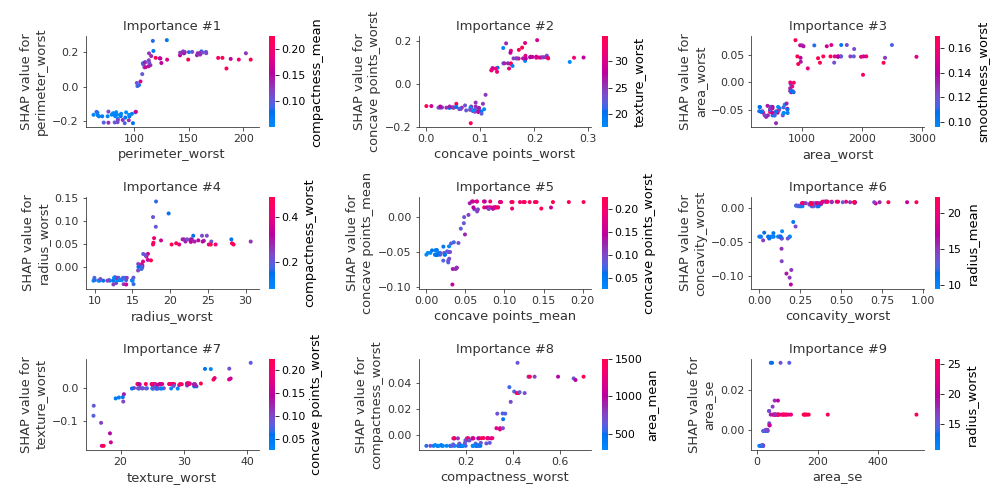 Importance #1
SHAP value for
perimeter_worst
0.2
0.0
−0.2
100
150
200
perimeter_worst
0.20
0.15
0.10
compactness_mean
Importance #2
SHAP value for
concave points_worst
0.2
0.0
−0.2
0.0
0.1
0.2
0.3
concave points_worst
30
25
20
texture_worst
Importance #3
SHAP value for
area_worst
0.05
0.00
−0.05
1000
2000
3000
area_worst
0.16
0.14
0.12
0.10
smoothness_worst
Importance #4
SHAP value for
radius_worst
0.15
0.10
0.05
0.00
10
15
20
25
30
radius_worst
0.4
0.2
compactness_worst
Importance #5
SHAP value for
concave points_mean
0.00
−0.05
−0.10
0.00
0.05
0.10
0.15
0.20
concave points_mean
0.20
0.15
0.10
0.05
concave points_worst
Importance #6
SHAP value for
concavity_worst
0.00
−0.05
−0.10
0.00
0.25
0.50
0.75
1.00
concavity_worst
20
15
10
radius_mean
Importance #7
SHAP value for
texture_worst
0.0
−0.1
20
30
40
texture_worst
0.20
0.15
0.10
0.05
concave points_worst
Importance #8
SHAP value for
compactness_worst
0.04
0.02
0.00
0.2
0.4
0.6
compactness_worst
1500
1000
500
area_mean
Importance #9
SHAP value for
area_se
0.02
0.00
0
200
400
area_se
25
20
15
radius_worst